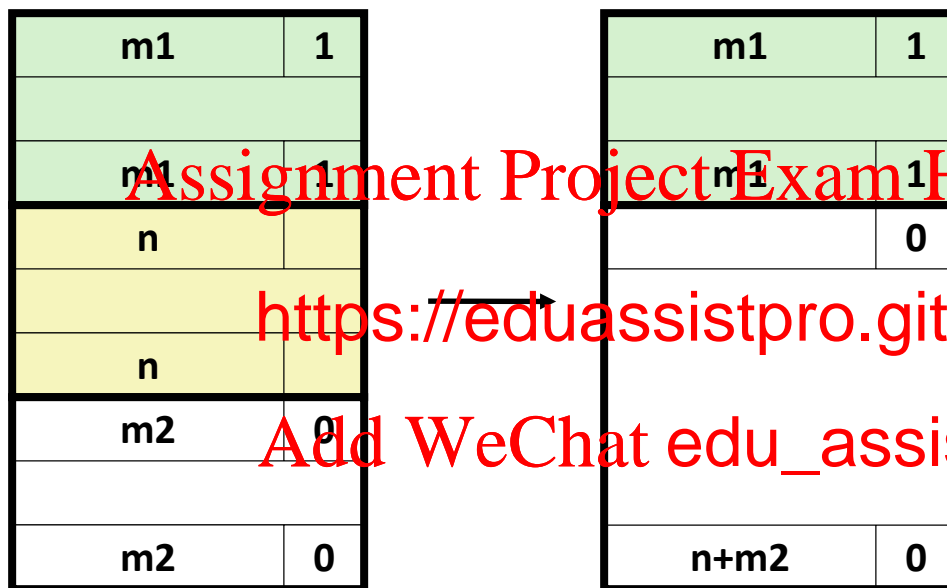 m1 1 m1 1
m1 1 m1 1
Assignment Project Exam H
n 0
https://eduassistpro.git
n
m2 0
Add WeChat edu_assis
m2 0 n+m2 0